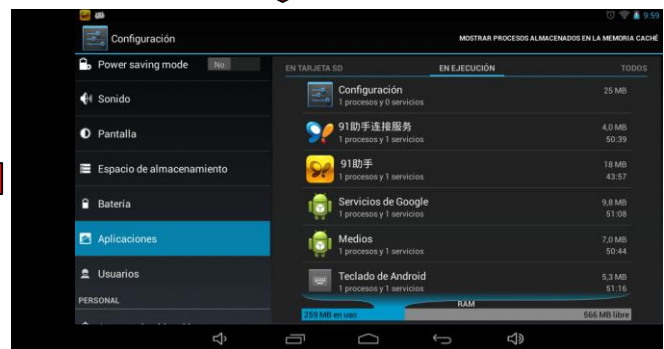 9:59
Configuración
MOSTRAR PROCESOS ALMACENADOS EN LA MEMORIA CACHÉ
Power saving mode
No
Sonido
Pantalla
Espacio de almacenamiento
Batería
Aplicaciones
Usuarios
PERSONAL
EN TARJETA SD
EN EJECUCIÓN
TODOS
Configuración
25 MB
1 procesos y 0 servicios
91助手连接服务
4,0 MB
1 procesos y 1 servicios
50:39
91助手
18 MB
1 procesos y 1 servicios
43:57
Servicios de Google
9,8 MB
1 procesos y 1 servicios
51:08
Medios
7,0 MB
1 procesos y 1 servicios
50:44
Teclado de Android
5,3 MB
1 procesos y 1 servicios
51:16
RAM
259 MB en uso
566 MB libre